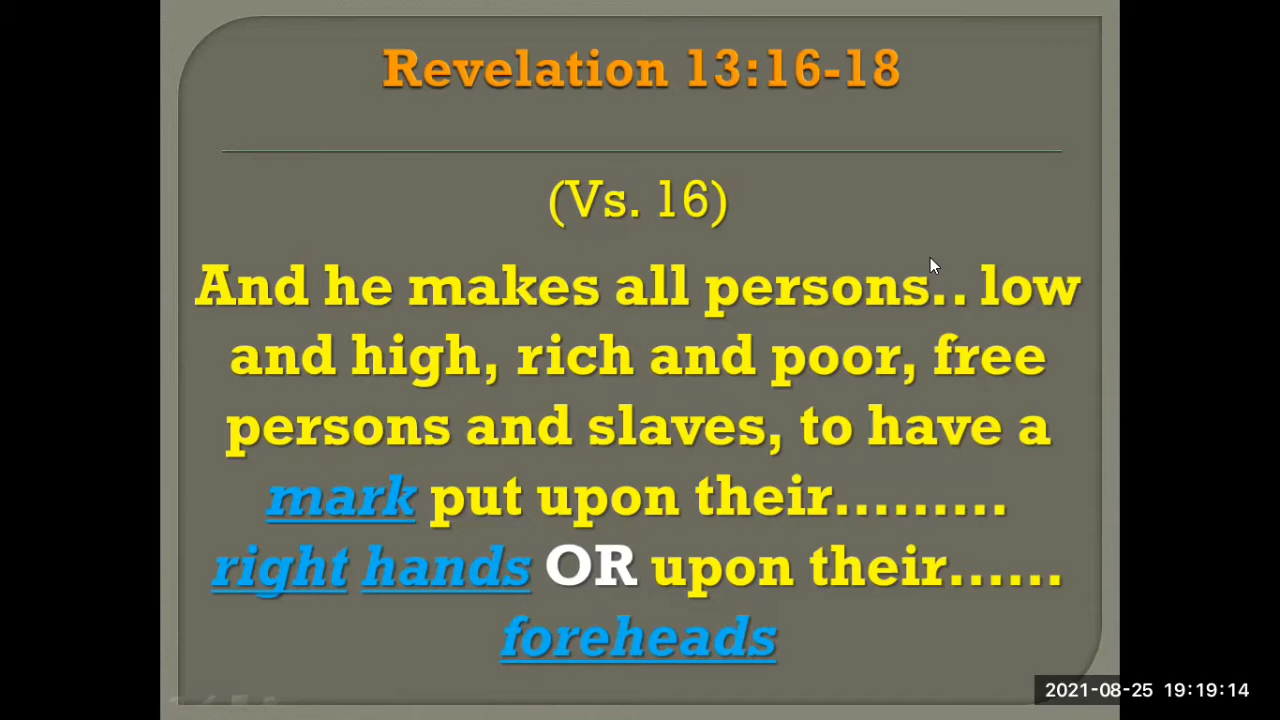 Revelation 13:16-18
(Vs. 16)
And he makes all persons.. low
and high, rich and poor, free
persons and slaves, to have a
mark put upon their.........
right hands OR upon their......
foreheads
2021-08-25 19:19:14